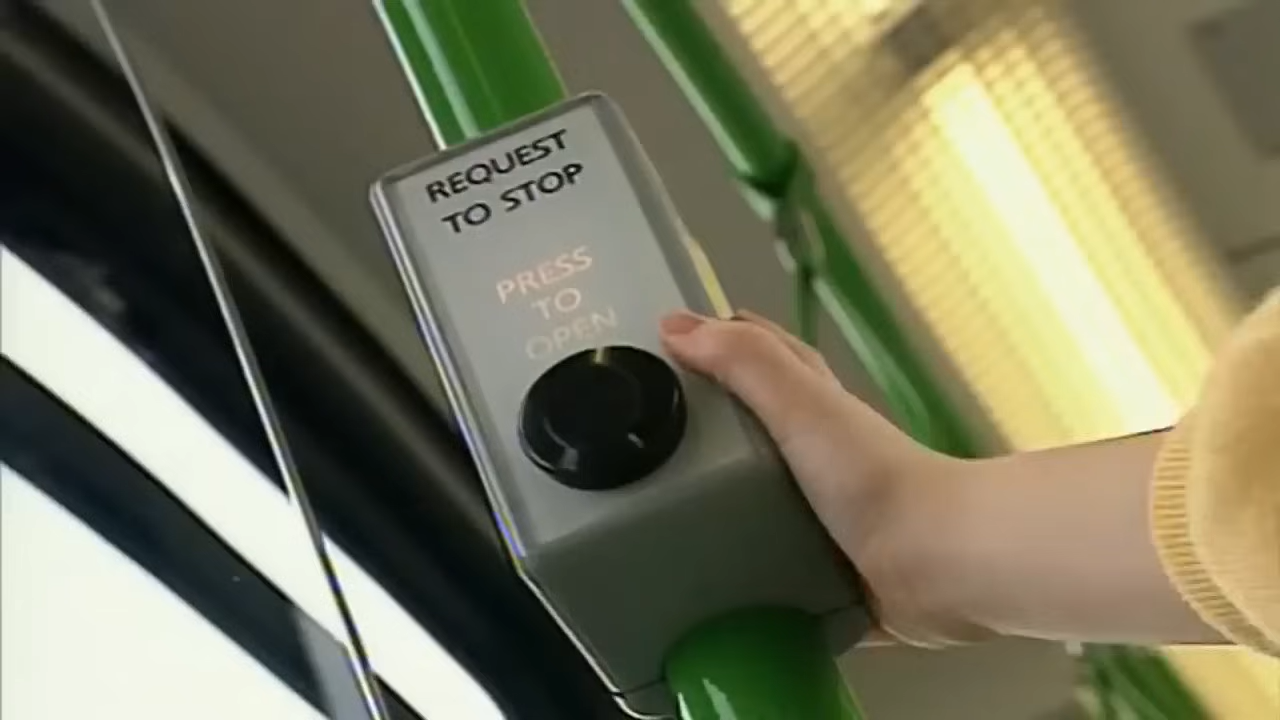 REQUEST
TO STOP
PRESS
TO
OPEN